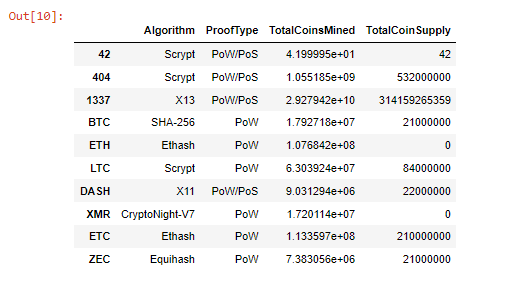 Out[10]:
Algorithm ProofType TotalCoinsMined TotalCoinSupply
42 Scrypt PoW/PoS 4.199995e+01 42
404 Scrypt PoW/PoS 1.055185e+09 532000000
1337 X13 PoW/PoS 2.927942e+10 314159265359
BTC SHA-256 PoW 1.792718e+07 21000000
ETH Ethash PoW 1.076842e+08 0
LTC Scrypt PoW 6.303924e+07 84000000
DASH X11 PoW/PoS 9.031294e+06 22000000
XMR CryptoNight-V7 PoW 1.720114e+07 0
ETC Ethash PoW 1.133597e+08 210000000
ZEC Equihash PoW 7.383056e+06 21000000